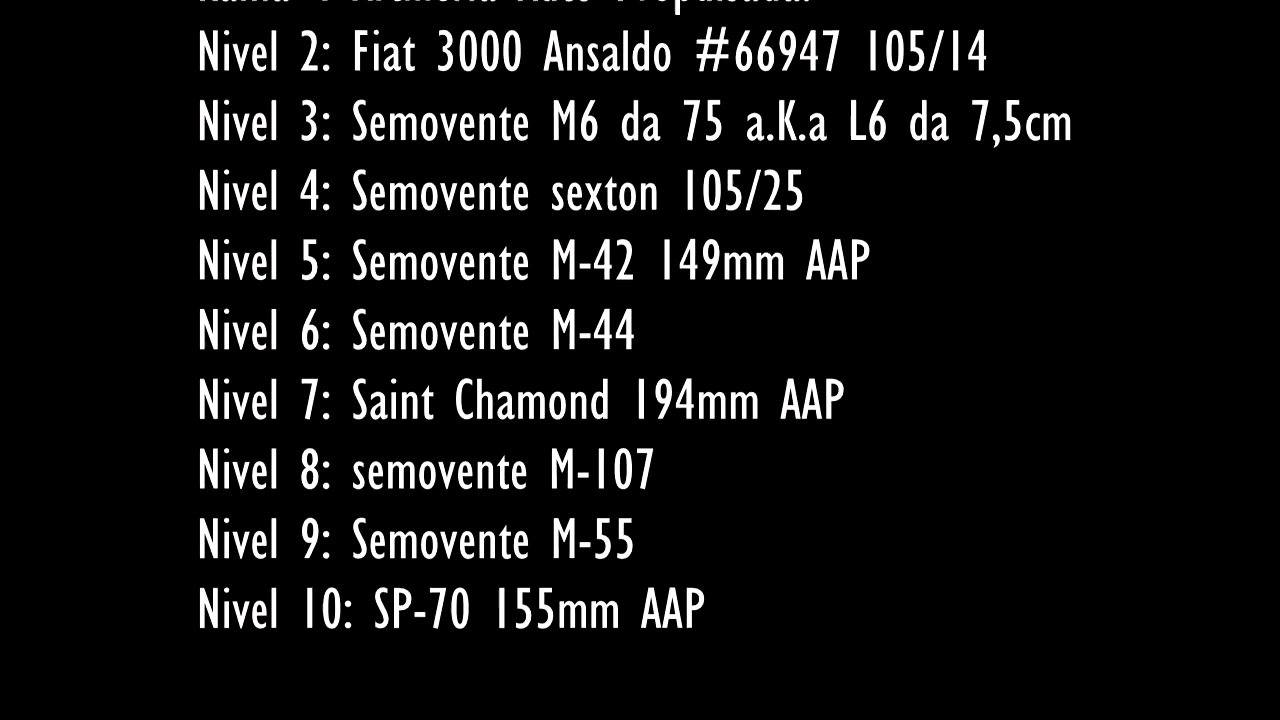 Nivel 2: Fiat 3000 Ansaldo #66947 105/14
Nivel 3: Semovente M6 da 75 a.K.a L6 da 7,5cm
Nivel 4: Semovente sexton 105/25
Nivel 5: Semovente M-42 149mm AAP
Nivel 6: Semovente M-44
Nivel 7: Saint Chamond 194mm AAP
Nivel 8: semovente M-107
Nivel 9: Semovente M-55
Nivel 10: SP-70 155mm AAP